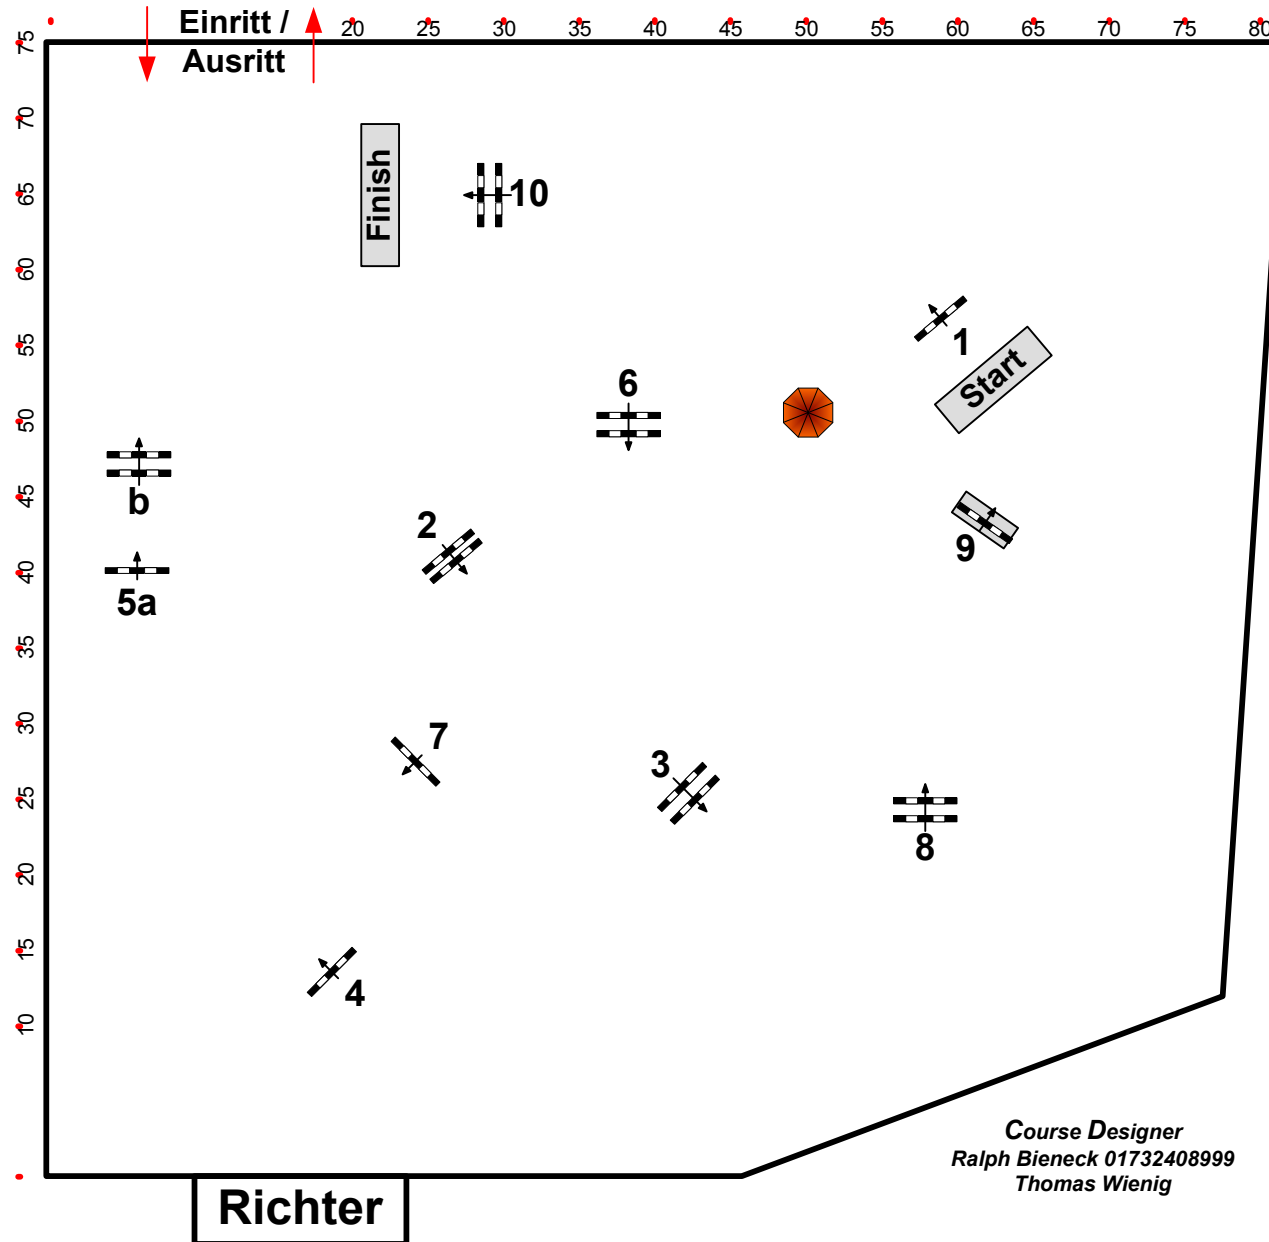 Einritt /
Ausritt
20 25 30 35 40 45 50 55 60 65 70 75 80
75
70
65
60
55
50
45
40
35
30
25
20
15
10
Finish
10
1
Start
6
b
2
9
5a
7
3
8
4
Course Designer
Ralph Bieneck 01732408999
Thomas Wienig
Richter